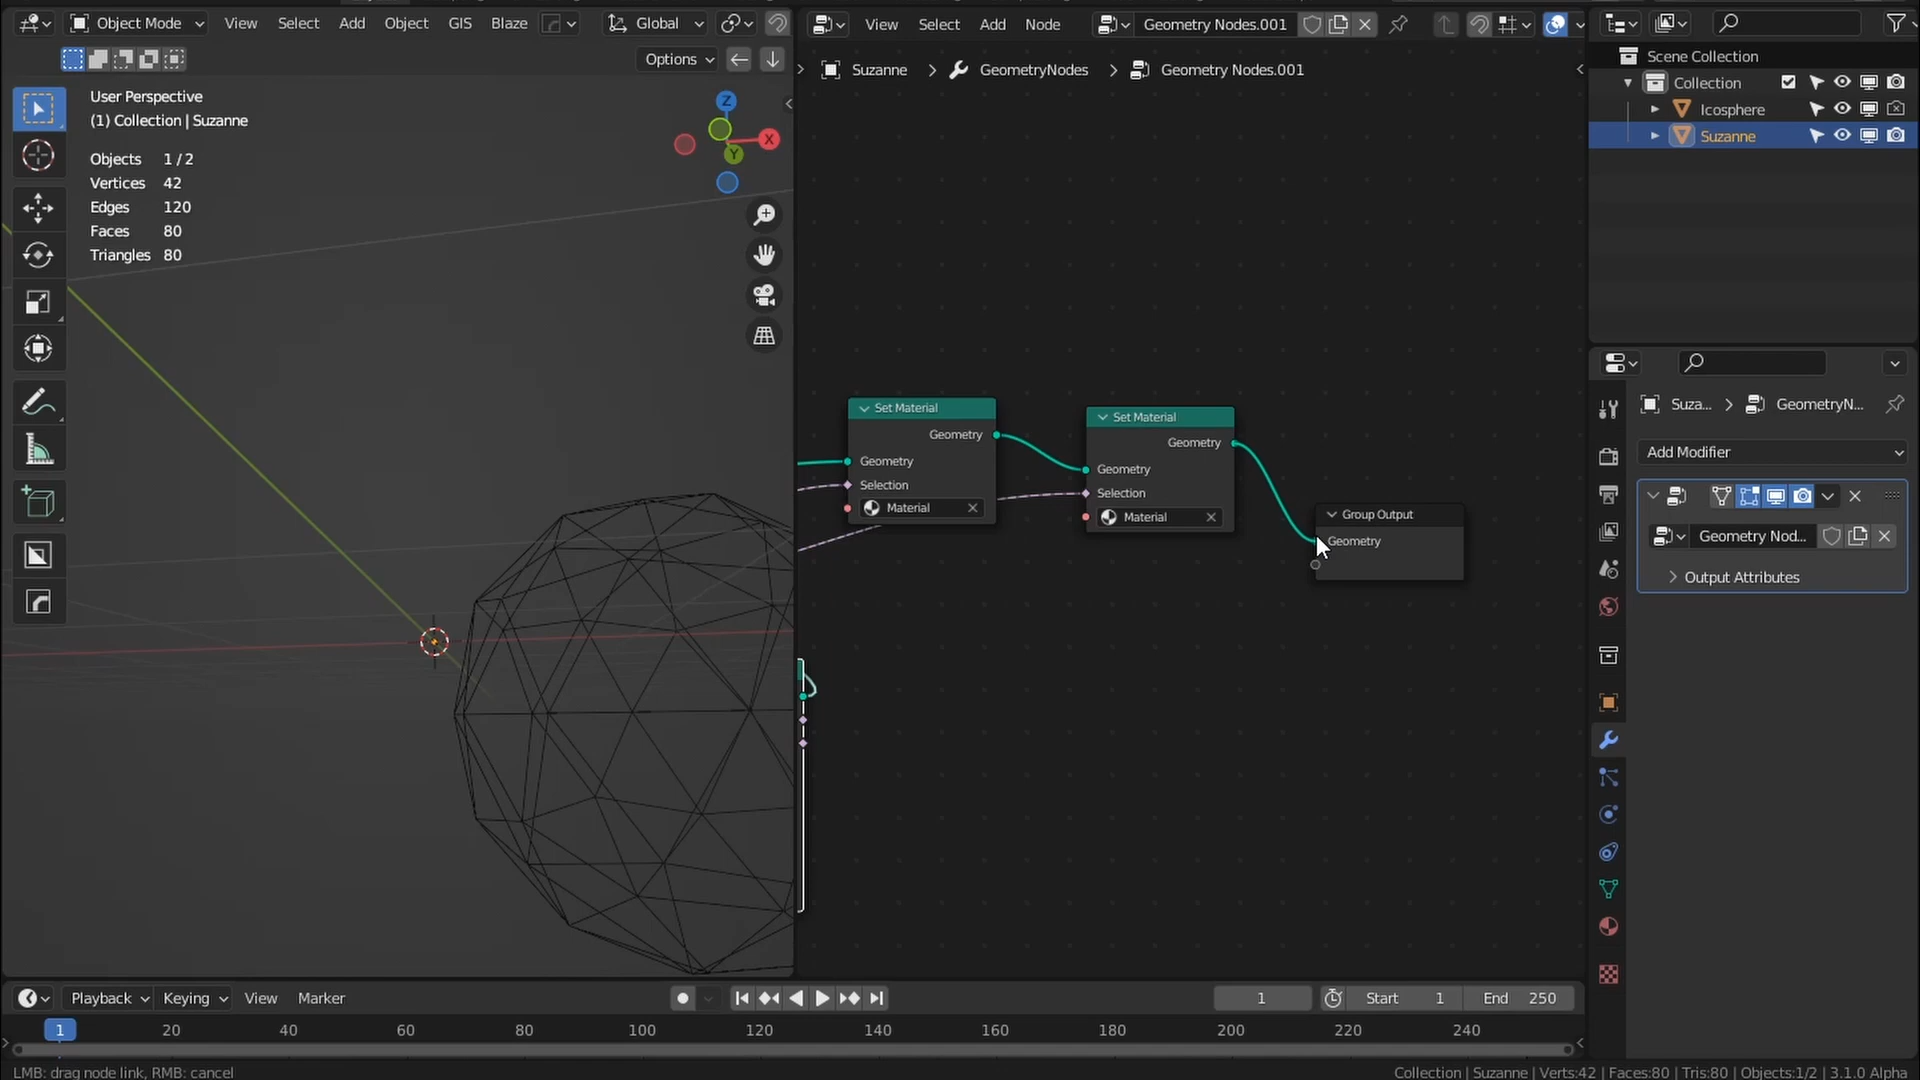 Object Mode View Select Add Object GIS Blaze Global
Options
User Perspective
(1) Collection | Suzanne
Objects 1 / 2
Vertices 42
Edges 120
Faces 80
Triangles 80
Z
X
Y
View Select Add Node Geometry Nodes.001
Suzanne GeometryNodes Geometry Nodes.001
Set Material
Geometry
Geometry
Selection
Material
Set Material
Geometry
Geometry
Selection
Material
Group Output
Geometry
Scene Collection
Collection
Icosphere
Suzanne
Suza... GeometryN...
Add Modifier
Geometry Nod...
Output Attributes
Playback Keying View Marker
1 Start 1 End 250
1 20 40 60 80 100 120 140 160 180 200 220 240
LMB: drag node link, RMB: cancel
Collection | Suzanne | Verts:42 | Faces:80 | Tris:80 | Objects:1/2 | 3.1.0 Alpha